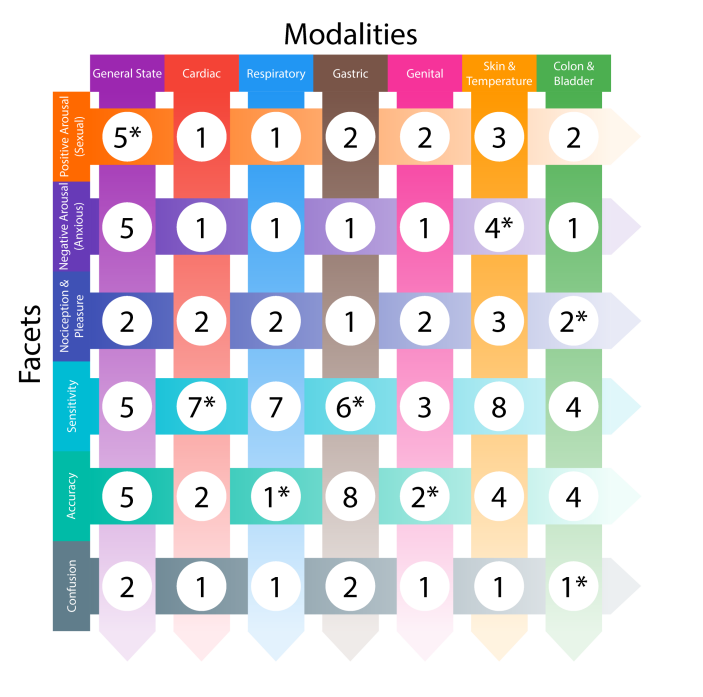 Modalities
General State
Cardiac
Respiratory
Gastric
Genital
Skin &
Temperature
Colon &
Bladder
Facets
Positive Arousal
(Sexual)
5* 1 1 2 2 3 2
Negative Arousal
(Anxious)
5 1 1 1 1 4* 1
Nociception &
Pleasure
2 2 2 1 2 3 2*
Sensitivity
5 7* 7 6* 3 8 4
Accuracy
5 2 1* 8 2* 4 4
Confusion
2 1 1 2 1 1 1*